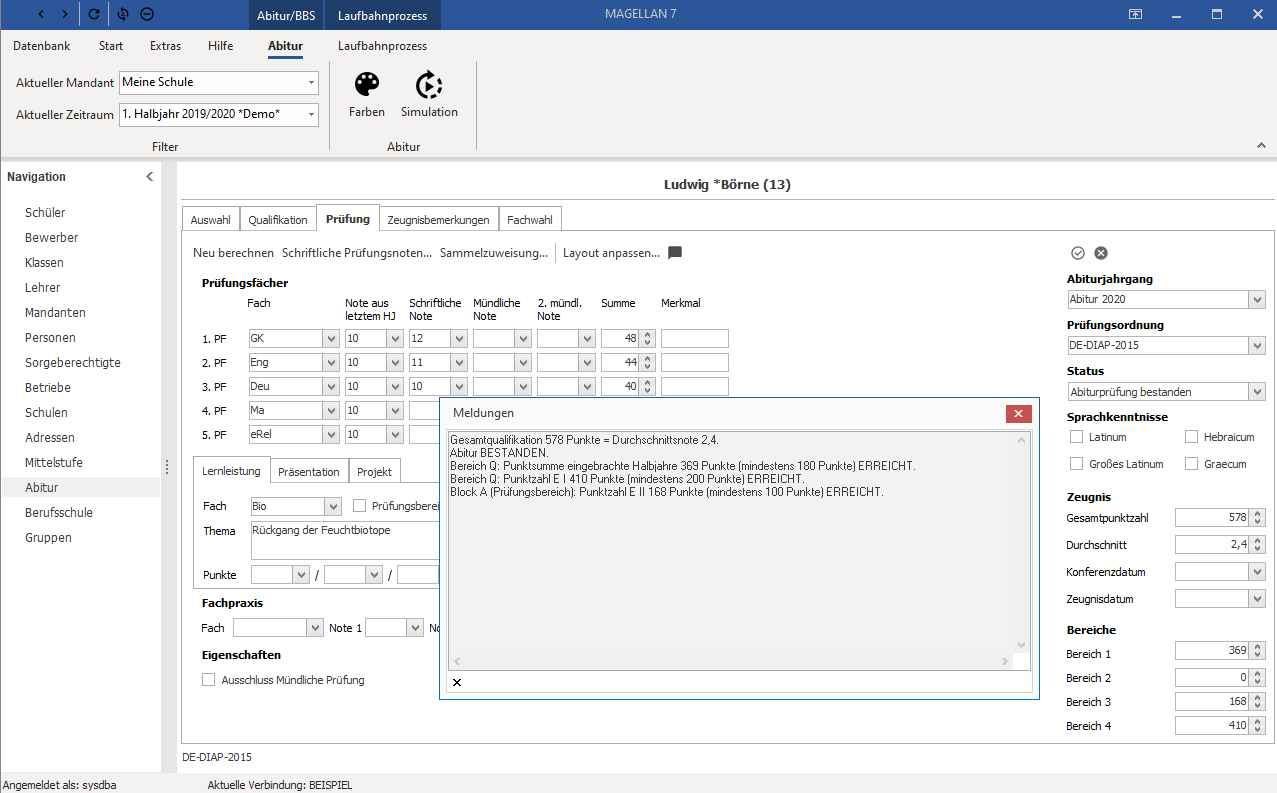 Abitur/BBS Laufbahnprozess MAGELLAN 7
Datenbank Start Extras Hilfe Abitur Laufbahnprozess
Aktueller Mandant Meine Schule
Aktueller Zeitraum 1. Halbjahr 2019/2020 *Demo*
Farben Simulation
Filter Abitur
Navigation
Schüler
Bewerber
Klassen
Lehrer
Mandanten
Personen
Sorgeberechtigte
Betriebe
Schulen
Adressen
Mittelstufe
Abitur
Berufsschule
Gruppen
Ludwig *Börne (13)
Auswahl Qualifikation Prüfung Zeugnisbemerkungen Fachwahl
Neu berechnen Schriftliche Prüfungsnoten... Sammelzuweisung... Layout anpassen...
Prüfungsfächer
Fach Note aus letztem HJ Schriftliche Note Mündliche Note 2. mündl. Note Summe Merkmal
1. PF GK 10 12 48
2. PF Eng 10 11 44
3. PF Deu 10 10 40
4. PF Ma 10
5. PF eRel 10
Lernleistung Präsentation Projekt
Fach Bio Prüfungsberei
Thema Rückgang der Feuchtbiotope
Punkte / /
Fachpraxis
Fach Note 1
Eigenschaften
Ausschluss Mündliche Prüfung
Meldungen
Gesamtqualifikation 578 Punkte = Durchschnittsnote 2,4.
Abitur BESTANDEN.
Bereich Q: Punktsumme eingebrachte Halbjahre 369 Punkte (mindestens 180 Punkte) ERREICHT.
Bereich Q: Punktzahl E I 410 Punkte (mindestens 200 Punkte) ERREICHT.
Block A (Prüfungsbereich): Punktzahl E II 168 Punkte (mindestens 100 Punkte) ERREICHT.
Abiturjahrgang
Abitur 2020
Prüfungsordnung
DE-DIAP-2015
Status
Abiturprüfung bestanden
Sprachkenntnisse
Latinum Hebraicum
Großes Latinum Graecum
Zeugnis
Gesamtpunktzahl 578
Durchschnitt 2,4
Konferenzdatum
Zeugnisdatum
Bereiche
Bereich 1 369
Bereich 2 0
Bereich 3 168
Bereich 4 410
DE-DIAP-2015
Angemeldet als: sysdba Aktuelle Verbindung: BEISPIEL